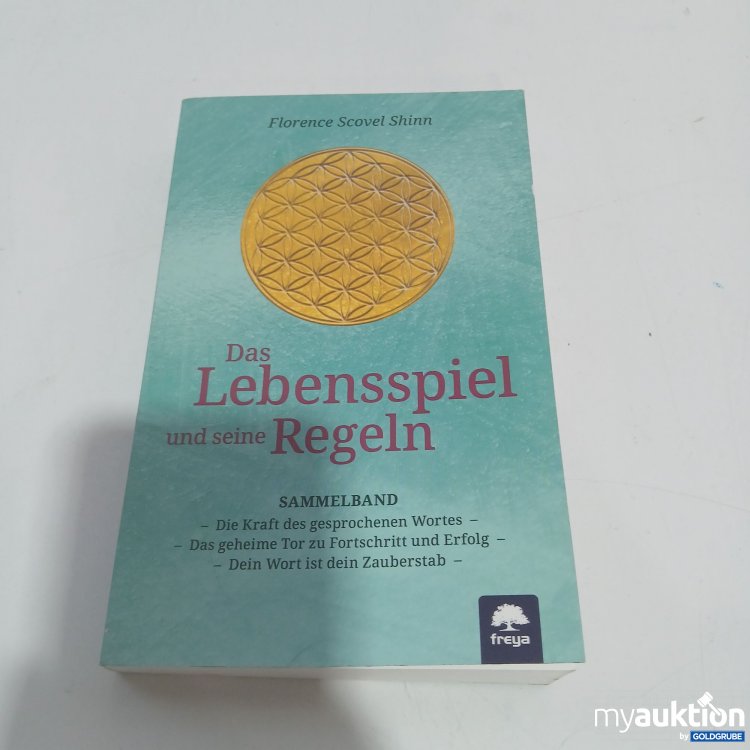 Florence Scovel Shinn
Das
Lebensspiel
und seine Regeln
SAMMELBAND
– Die Kraft des gesprochenen Wortes –
– Das geheime Tor zu Fortschritt und Erfolg –
– Dein Wort ist dein Zauberstab –
freya
myauktion
by GOLDGRUBE